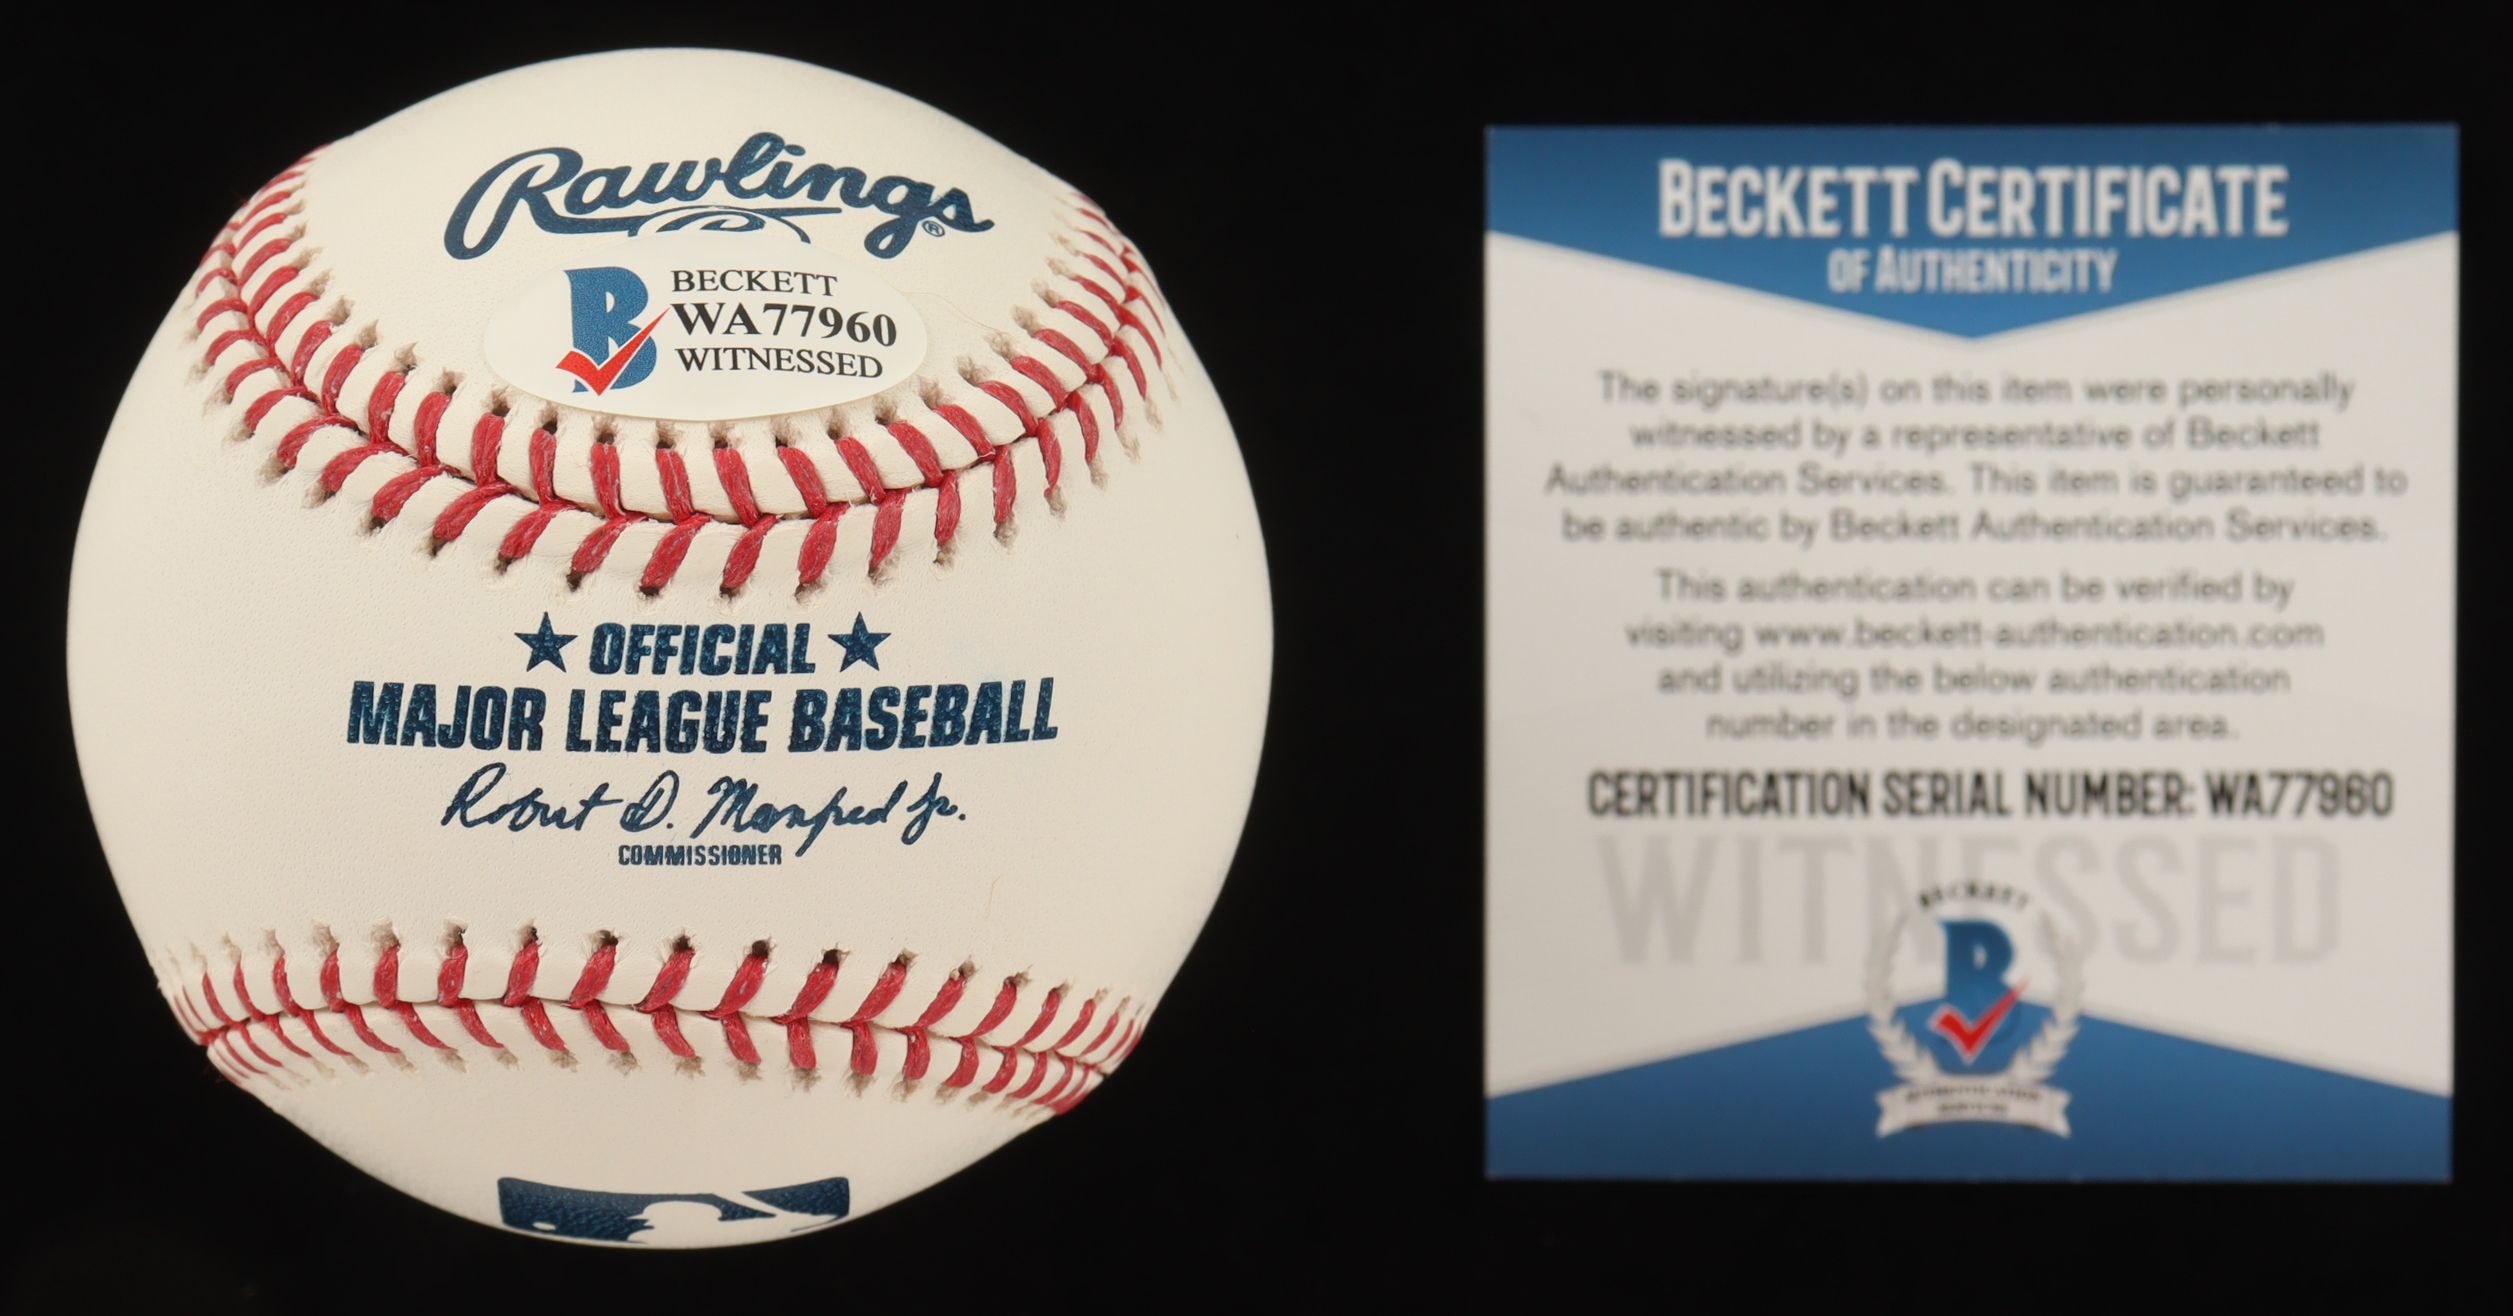 Rawlings®
BECKETT
WA77960
WITNESSED
★ OFFICIAL ★
MAJOR LEAGUE BASEBALL
Robert D. Manfred Jr.
COMMISSIONER
BECKETT CERTIFICATE
OF AUTHENTICITY
The signature(s) on this item were personally
witnessed by a representative of Beckett
Authentication Services. This item is guaranteed to
be authentic by Beckett Authentication Services.
This authentication can be verified by
visiting www.beckett-authentication.com
and utilizing the below authentication
number in the designated area.
CERTIFICATION SERIAL NUMBER: WA77960
WITNESSED
BECKETT
B
AUTHENTICATION
SERVICES